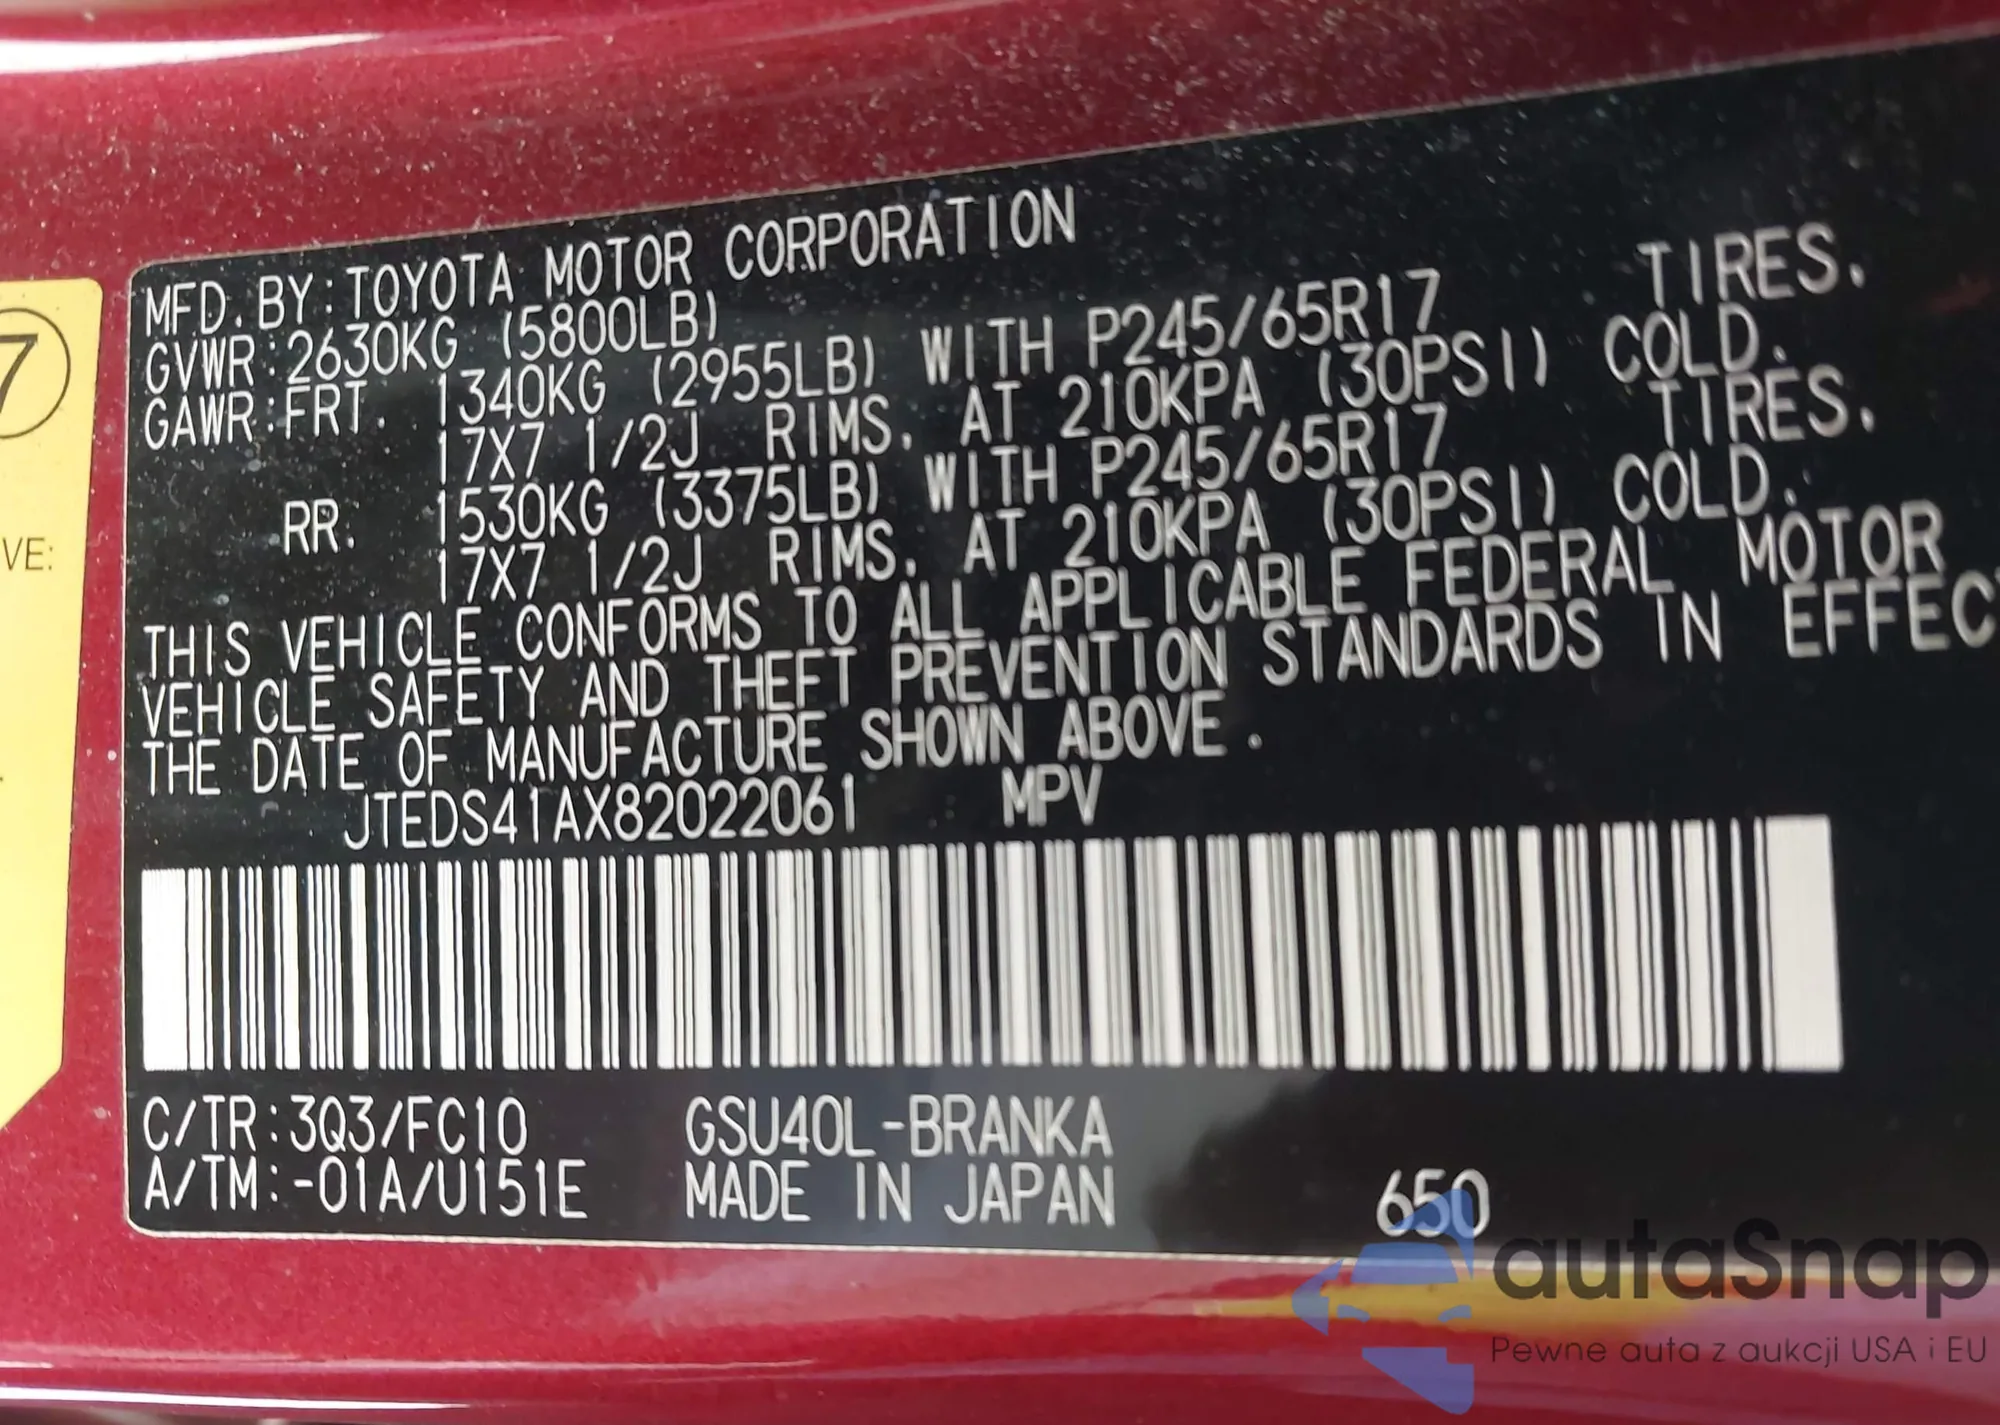 MFD. BY: TOYOTA MOTOR CORPORATION
GVWR: 2630KG (5800LB)
GAWR: FRT. 1340KG (2955LB) WITH P245/65R17 TIRES,
17X7 1/2J RIMS, AT 210KPA (30PSI) COLD.
RR. 1530KG (3375LB) WITH P245/65R17 TIRES,
17X7 1/2J RIMS, AT 210KPA (30PSI) COLD.
THIS VEHICLE CONFORMS TO ALL APPLICABLE FEDERAL MOTOR
VEHICLE SAFETY AND THEFT PREVENTION STANDARDS IN EFFEC
THE DATE OF MANUFACTURE SHOWN ABOVE.
JTEDS41AX82022061 MPV
C/TR: 3Q3/FC10 GSU40L-BRANKA
A/TM: -01A/U151E MADE IN JAPAN 650
7
VE:
autaSnap
Pewne auta z aukcji USA i EU